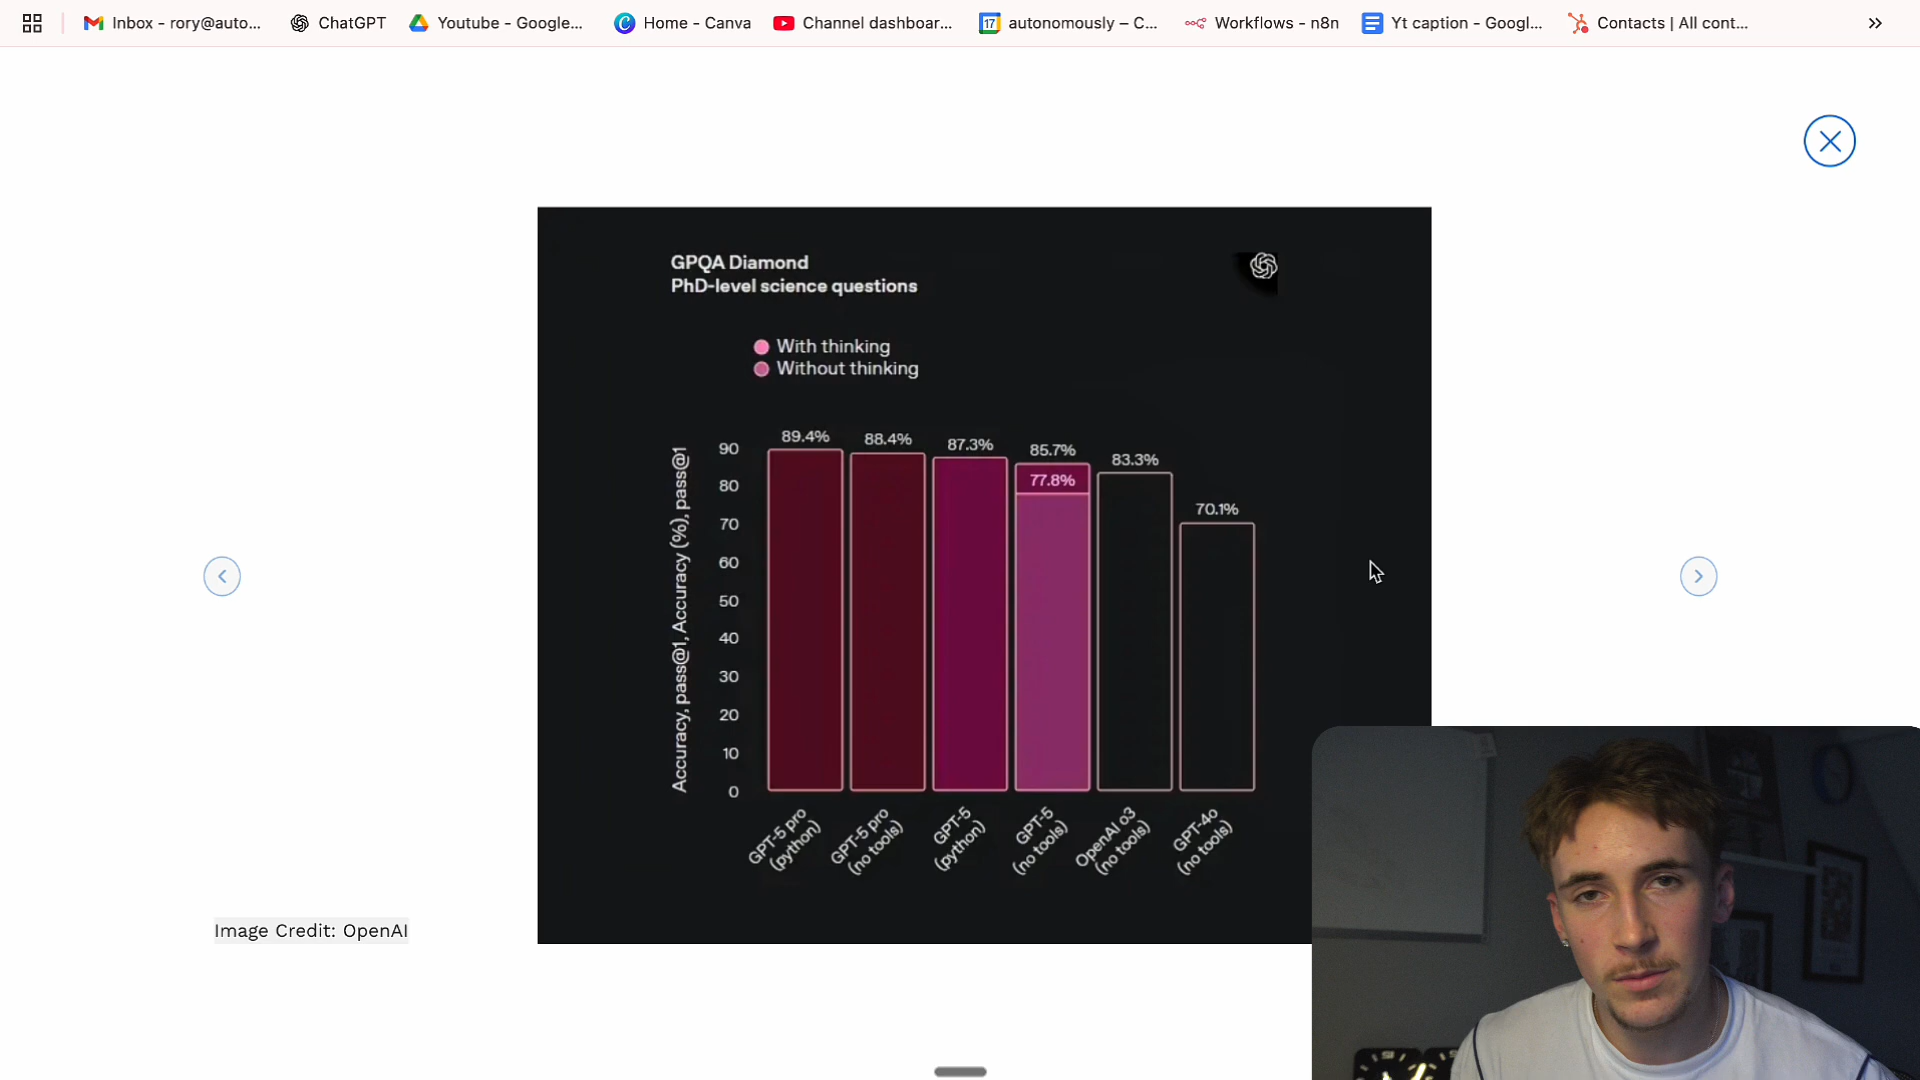 Inbox - rory@auto...
ChatGPT
Youtube - Google...
Home - Canva
Channel dashboar...
17
autonomously – C...
Workflows - n8n
Yt caption - Googl...
Contacts | All cont...
GPQA Diamond
PhD-level science questions
With thinking
Without thinking
Accuracy, pass@1, Accuracy (%), pass@1
90
80
70
60
50
40
30
20
10
0
89.4%
88.4%
87.3%
85.7%
77.8%
83.3%
70.1%
GPT-5 pro
(python)
GPT-5 pro
(no tools)
GPT-5
(python)
GPT-5
(no tools)
OpenAI o3
(no tools)
GPT-4o
(no tools)
Image Credit: OpenAI